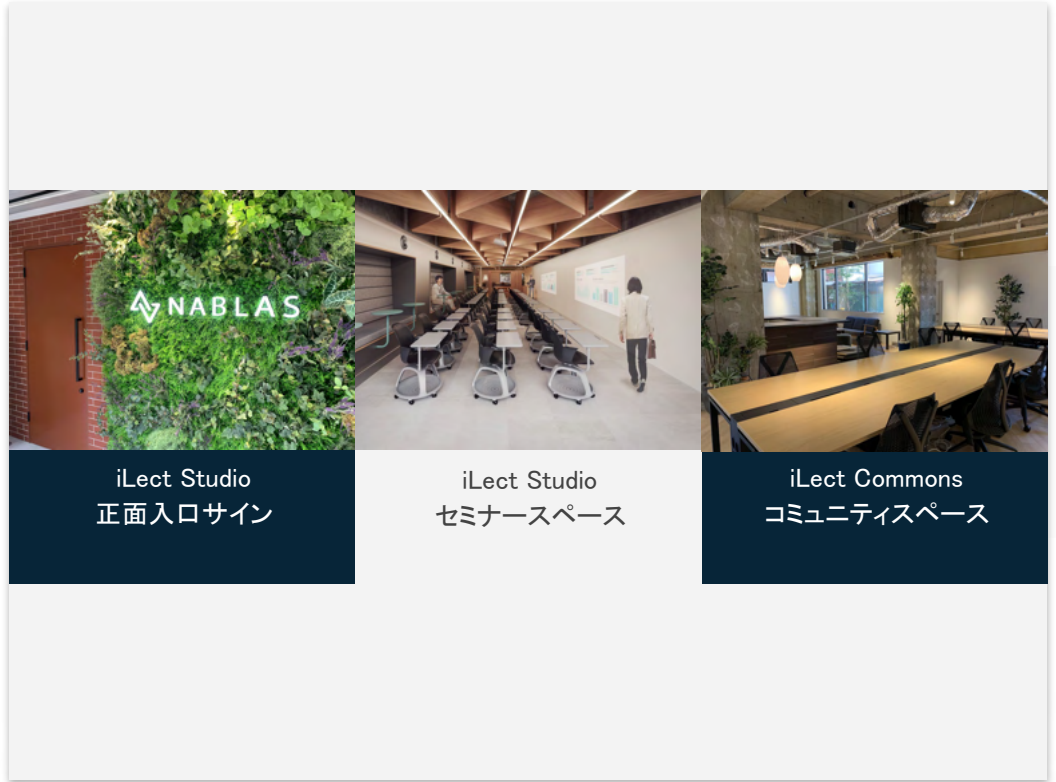 NABLAS
iLect Studio
正面入口サイン
iLect Studio
セミナースペース
iLect Commons
コミュニティスペース